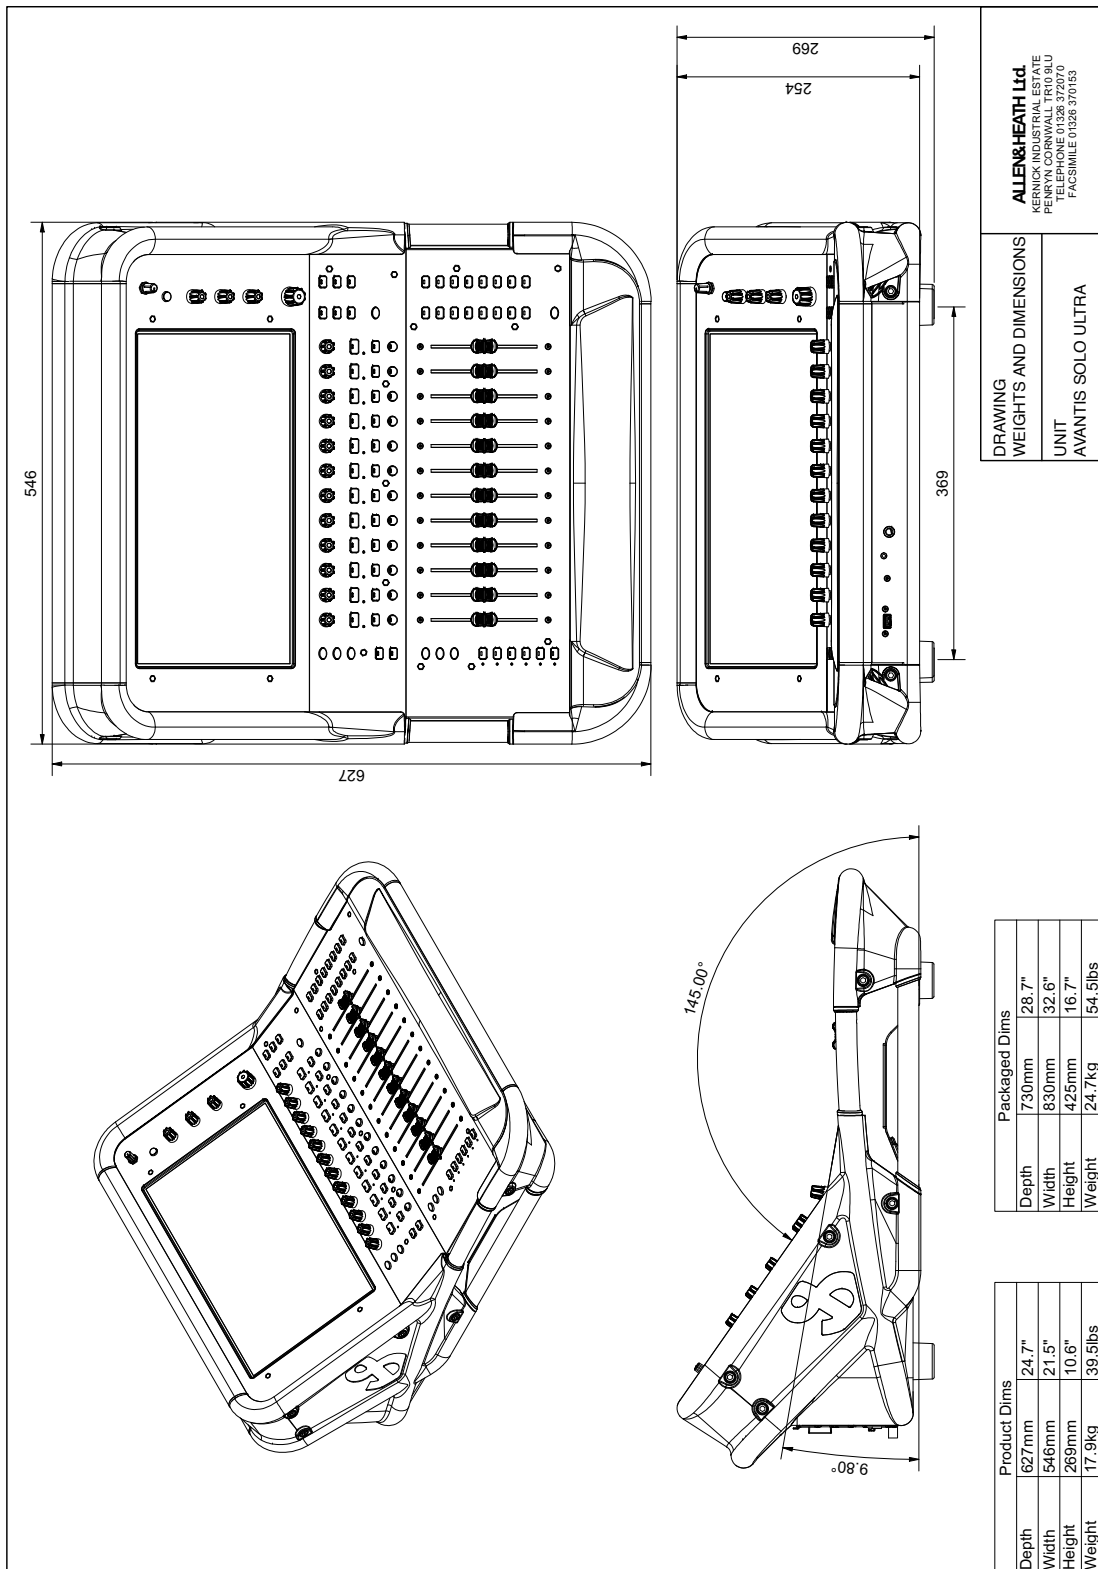 269
254
546
627
369
145.00°
9.80°
ALLEN&HEATH Ltd.
KERNICK INDUSTRIAL ESTATE
PENRYN CORNWALL TR10 9LU
TELEPHONE 01326 372070
FACSIMILE 01326 370153
DRAWING
WEIGHTS AND DIMENSIONS
UNIT
AVANTIS SOLO ULTRA
Product Dims
Depth 627mm 24.7"
Width 546mm 21.5"
Height 269mm 10.6"
Weight 17.9kg 39.5lbs
Packaged Dims
Depth 730mm 28.7"
Width 830mm 32.6"
Height 425mm 16.7"
Weight 24.7kg 54.5lbs